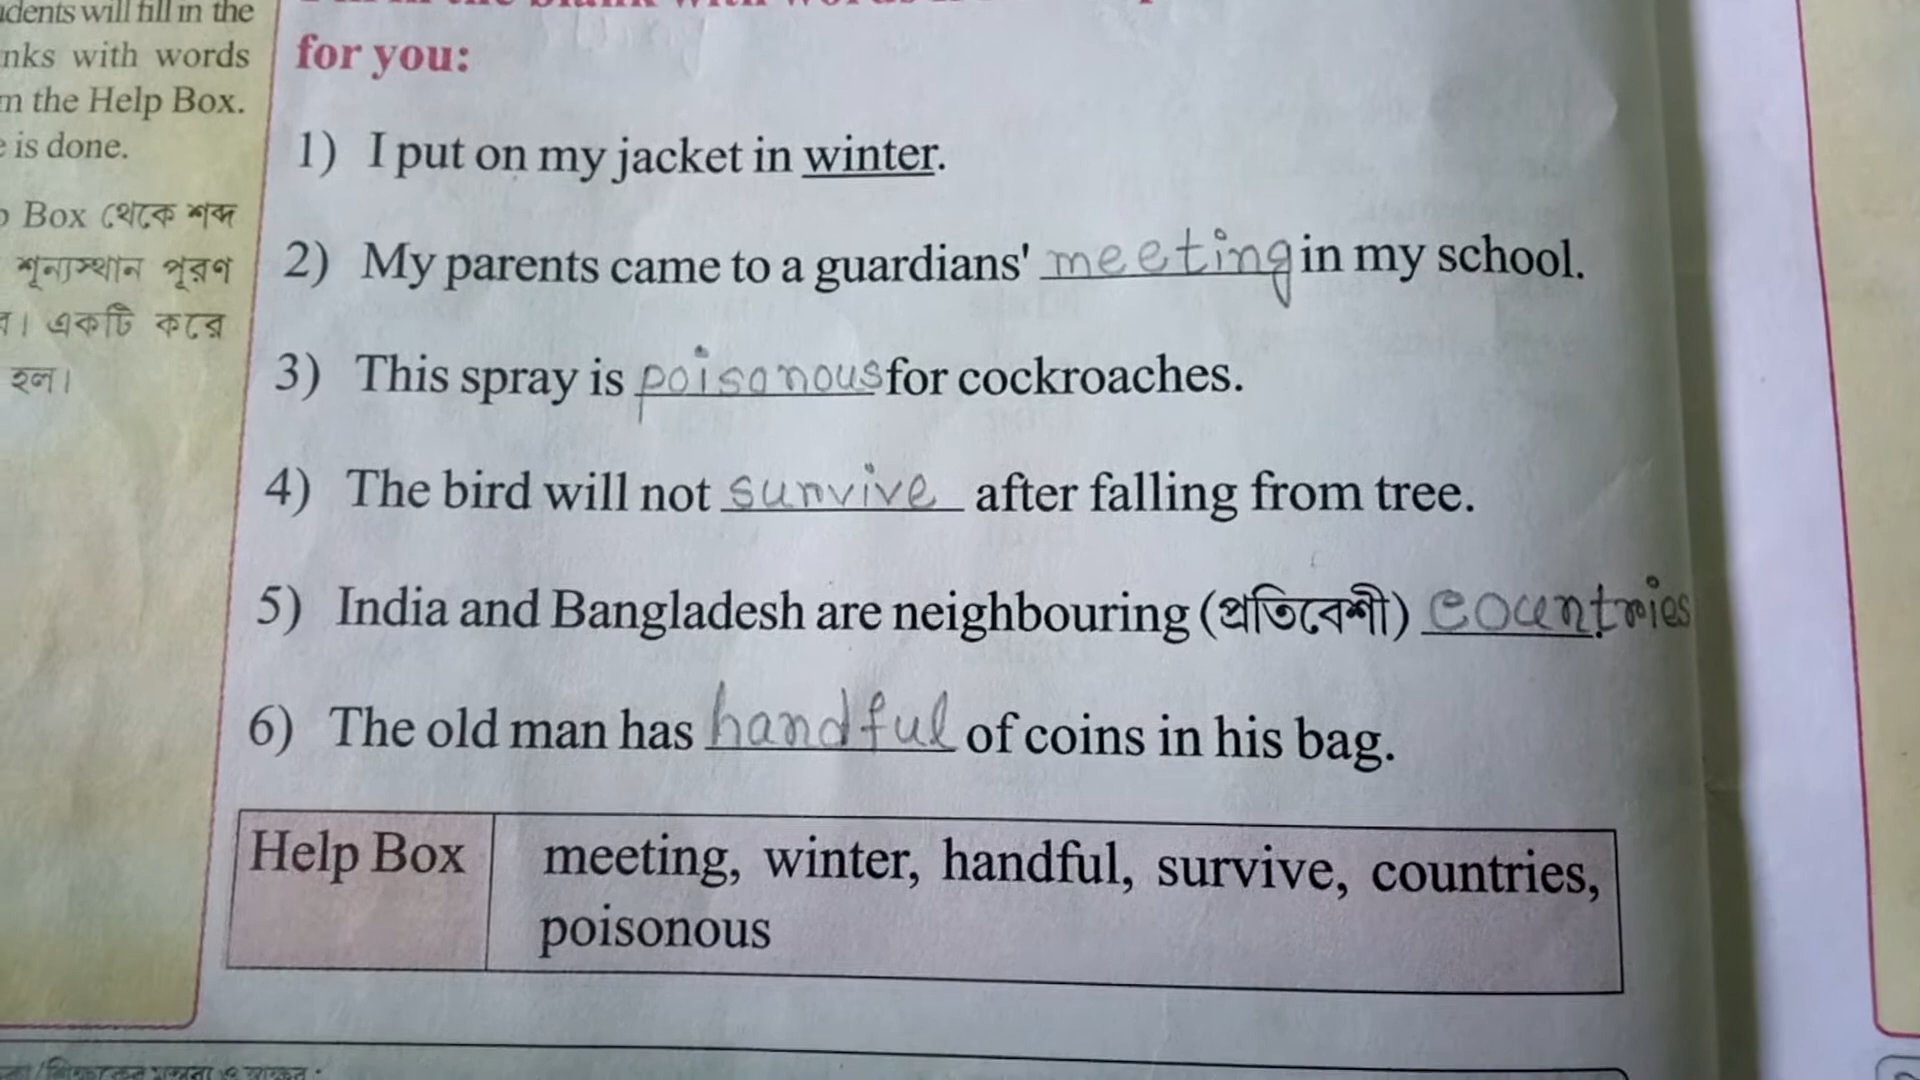 dents will fill in the
nks with words
m the Help Box.
is done.
Box থেকে শব্দ
শূন্যস্থান পূরণ
। একটি করে
হল।
for you:
1) I put on my jacket in winter.
2) My parents came to a guardians' meeting in my school.
3) This spray is poisonous for cockroaches.
4) The bird will not survive after falling from tree.
5) India and Bangladesh are neighbouring (প্রতিবেশী) countries.
6) The old man has handful of coins in his bag.
Help Box
meeting, winter, handful, survive, countries,
poisonous